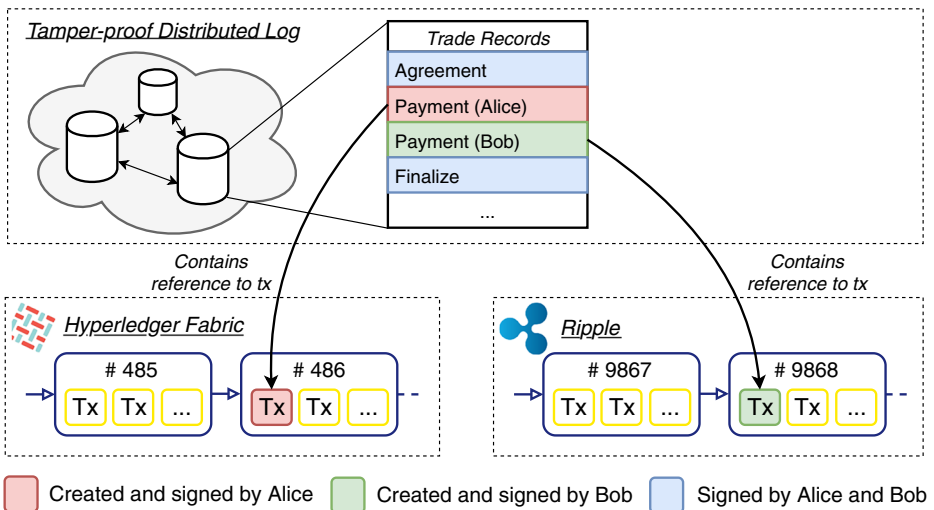 Tamper-proof Distributed Log
Trade Records
Agreement
Payment (Alice)
Payment (Bob)
Finalize
...
Contains
reference to tx
Contains
reference to tx
Hyperledger Fabric
# 485
Tx Tx ...
# 486
Tx Tx ...
Ripple
# 9867
Tx Tx ...
# 9868
Tx Tx ...
Created and signed by Alice
Created and signed by Bob
Signed by Alice and Bob